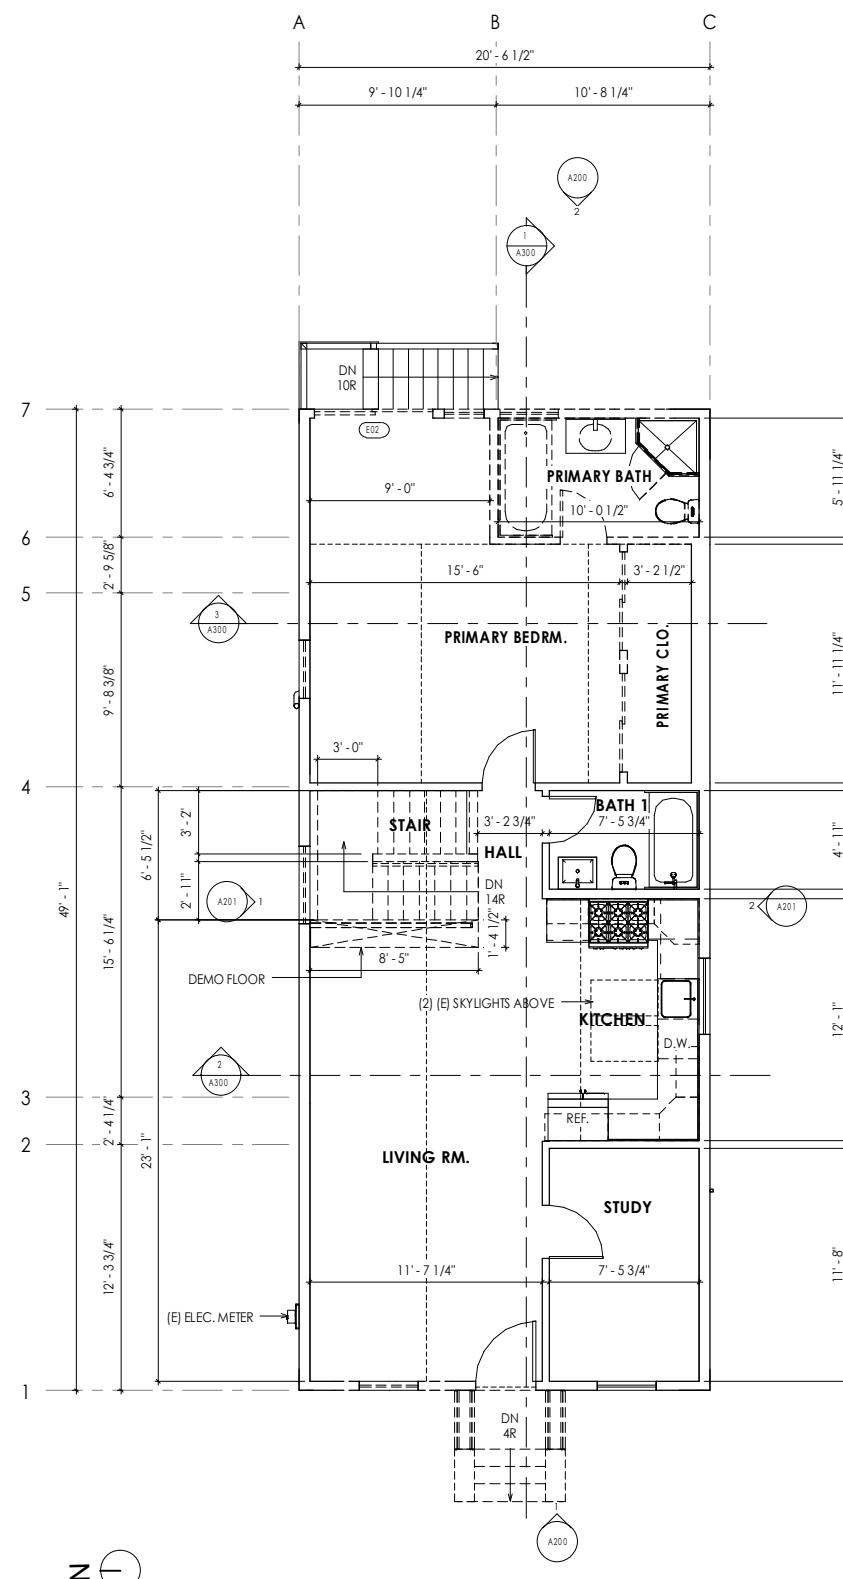 A B C
20' - 6 1/2"
9' - 10 1/4" 10' - 8 1/4"
A200
2
1
A300
DN
10R
7
E02
6' - 4 3/4"
5' - 11 1/4"
PRIMARY BATH
9' - 0"
10' - 0 1/2"
6
2' - 9 5/8"
15' - 6" 3' - 2 1/2"
5
3
A300
PRIMARY BEDRM.
PRIMARY CLO.
11' - 11 1/4"
9' - 8 3/8"
3' - 0"
4
BATH 1
STAIR
3' - 2 3/4" 7' - 5 3/4"
3' - 2"
6' - 5 1/2"
HALL
4' - 11"
DN
14R
2' - 11"
49' - 1"
A201 1
2 A201
1' - 4 1/2"
15' - 6 1/4"
8' - 5"
DEMO FLOOR
(2) (E) SKYLIGHTS ABOVE
KITCHEN
12' - 1"
D.W.
2
A300
3
REF.
2' - 4 1/4"
2
23' - 1"
LIVING RM.
STUDY
12' - 3 3/4"
11' - 8"
11' - 7 1/4" 7' - 5 3/4"
(E) ELEC. METER
1
DN
4R
1
A200
N